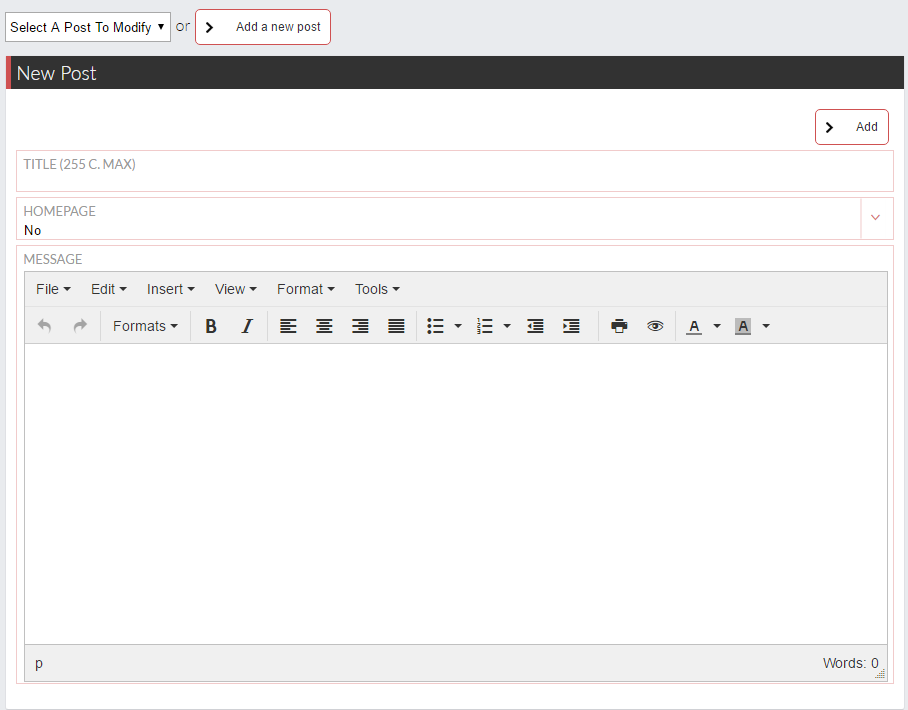 Select A Post To Modify or Add a new post
New Post
Add
TITLE (255 C. MAX)
HOMEPAGE
No
MESSAGE
File Edit Insert View Format Tools
Formats B I A A
p Words: 0